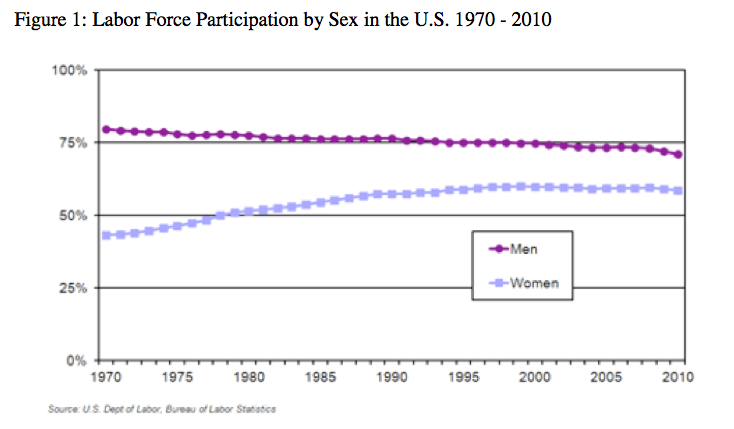 Figure 1: Labor Force Participation by Sex in the U.S. 1970 - 2010
100%
75%
50%
25%
0%
Men
Women
1970 1975 1980 1985 1990 1995 2000 2005 2010
Source: U.S. Dept of Labor, Bureau of Labor Statistics